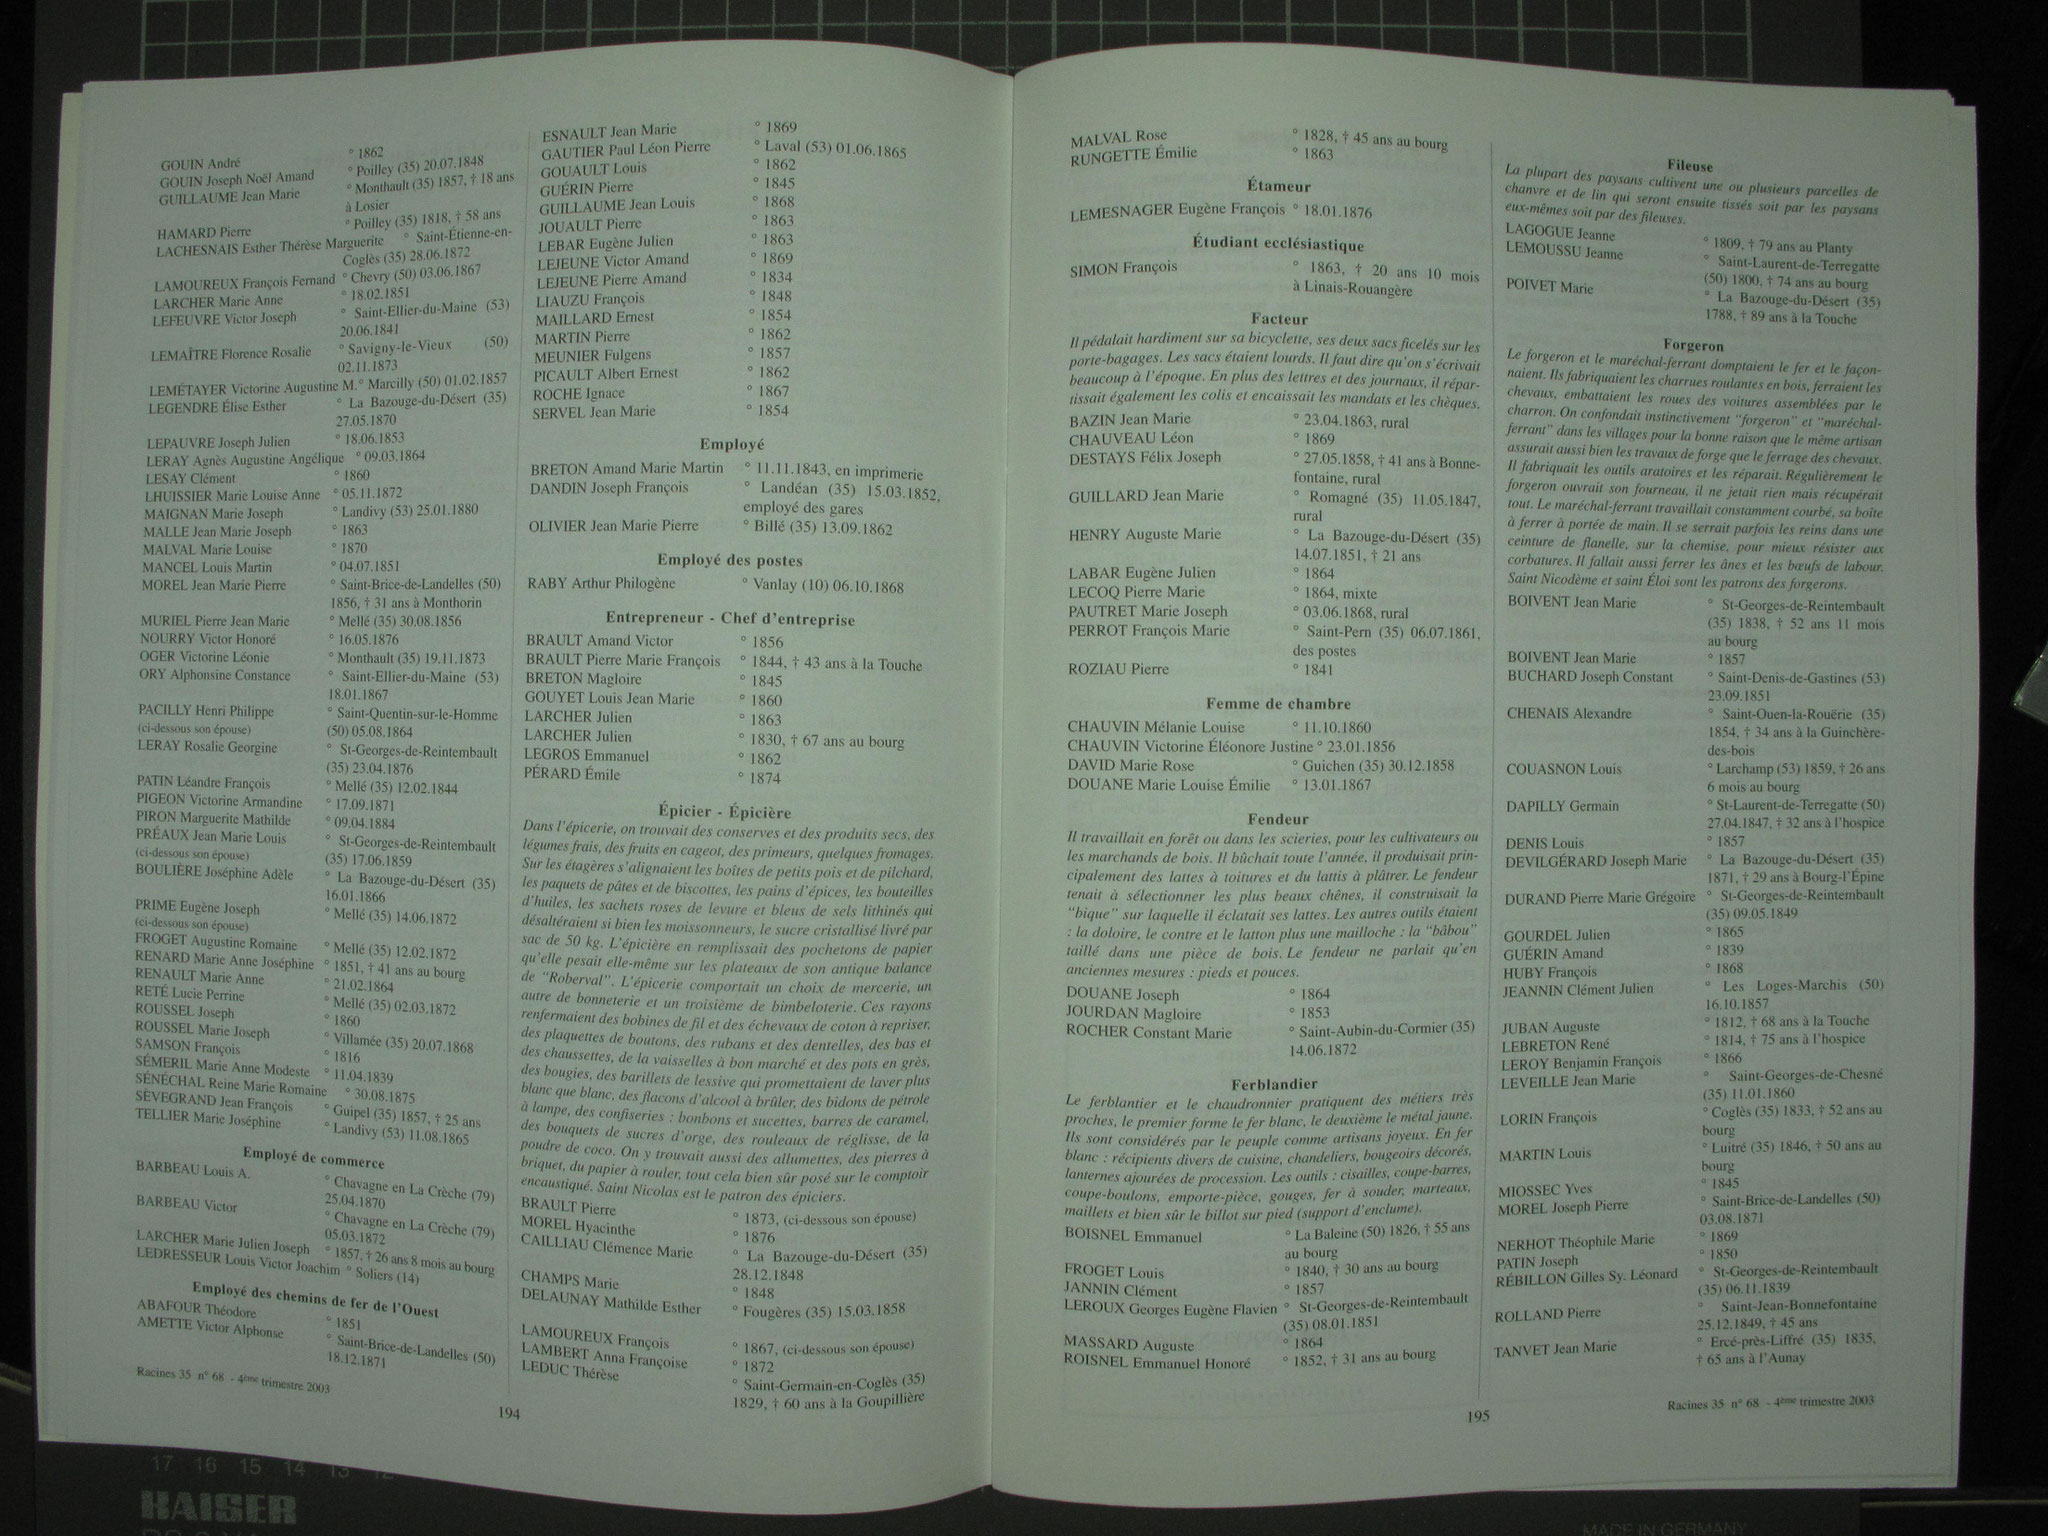 GOUIN André ° 1862
GOUIN Joseph Noël Amand ° Poilley (35) 20.07.1848
GUILLAUME Jean Marie ° Monthault (35) 1857, † 18 ans
à Losier
HAMARD Pierre ° Poilley (35) 1818, † 58 ans
LACHESNAIS Esther Thérèse Marguerite ° Saint-Étienne-en-
Coglès (35) 28.06.1872
LAMOUREUX François Fernand ° Chevry (50) 03.06.1867
LARCHER Marie Anne ° 18.02.1851
LEFEUVRE Victor Joseph ° Saint-Ellier-du-Maine (53)
20.06.1841
LEMAÎTRE Florence Rosalie ° Savigny-le-Vieux (50)
02.11.1873
LEMÉTAYER Victorine Augustine M.° Marcilly (50) 01.02.1857
LEGENDRE Élise Esther ° La Bazouge-du-Désert (35)
27.05.1870
LEPAUVRE Joseph Julien ° 18.06.1853
LERAY Agnès Augustine Angélique ° 09.03.1864
LESAY Clément ° 1860
LHUISSIER Marie Louise Anne ° 05.11.1872
MAIGNAN Marie Joseph ° Landivy (53) 25.01.1880
MALLE Jean Marie Joseph ° 1863
MALVAL Marie Louise ° 1870
MANCEL Louis Martin ° 04.07.1851
MOREL Jean Marie Pierre ° Saint-Brice-de-Landelles (50)
1856, † 31 ans à Monthorin
MURIEL Pierre Jean Marie ° Mellé (35) 30.08.1856
NOURRY Victor Honoré ° 16.05.1876
OGER Victorine Léonie ° Monthault (35) 19.11.1873
ORY Alphonsine Constance ° Saint-Ellier-du-Maine (53)
18.01.1867
PACILLY Henri Philippe ° Saint-Quentin-sur-le-Homme
(ci-dessous son épouse) (50) 05.08.1864
LERAY Rosalie Georgine ° St-Georges-de-Reintembault
(35) 23.04.1876
PATIN Léandre François ° Mellé (35) 12.02.1844
PIGEON Victorine Armandine ° 17.09.1871
PIRON Marguerite Mathilde ° 09.04.1884
PRÉAUX Jean Marie Louis ° St-Georges-de-Reintembault
(ci-dessous son épouse) (35) 17.06.1859
BOULIÈRE Joséphine Adèle ° La Bazouge-du-Désert (35)
16.01.1866
PRIME Eugène Joseph ° Mellé (35) 14.06.1872
(ci-dessous son épouse)
FROGET Augustine Romaine ° Mellé (35) 12.02.1872
RENARD Marie Anne Joséphine ° 1851, † 41 ans au bourg
RENAULT Marie Anne ° 21.02.1864
RETÉ Lucie Perrine ° Mellé (35) 02.03.1872
ROUSSEL Joseph ° 1860
ROUSSEL Marie Joseph ° Villamée (35) 20.07.1868
SAMSON François ° 1816
SÉMERIL Marie Anne Modeste ° 11.04.1839
SÉNÉCHAL Reine Marie Romaine ° 30.08.1875
SÉVEGRAND Jean François ° Guipel (35) 1857, † 25 ans
TELLIER Marie Joséphine ° Landivy (53) 11.08.1865
Employé de commerce
BARBEAU Louis A. ° Chavagne en La Crèche (79)
25.04.1870
BARBEAU Victor ° Chavagne en La Crèche (79)
05.03.1872
LARCHER Marie Julien Joseph ° 1857, † 26 ans 8 mois au bourg
LEDRESSEUR Louis Victor Joachim ° Soliers (14)
Employé des chemins de fer de l'Ouest
ABAFOUR Théodore ° 1851
AMETTE Victor Alphonse ° Saint-Brice-de-Landelles (50)
18.12.1871
Racines 35 n° 68 - 4ème trimestre 2003
ESNAULT Jean Marie ° 1869
GAUTIER Paul Léon Pierre ° Laval (53) 01.06.1865
GOUAULT Louis ° 1862
GUÉRIN Pierre ° 1845
GUILLAUME Jean Louis ° 1868
JOUAULT Pierre ° 1863
LEBAR Eugène Julien ° 1863
LEJEUNE Victor Amand ° 1869
LEJEUNE Pierre Amand ° 1834
LIAUZU François ° 1848
MAILLARD Ernest ° 1854
MARTIN Pierre ° 1862
MEUNIER Fulgens ° 1857
PICAULT Albert Ernest ° 1862
ROCHE Ignace ° 1867
SERVEL Jean Marie ° 1854
Employé
BRETON Amand Marie Martin ° 11.11.1843, en imprimerie
DANDIN Joseph François ° Landéan (35) 15.03.1852,
employé des gares
OLIVIER Jean Marie Pierre ° Billé (35) 13.09.1862
Employé des postes
RABY Arthur Philogène ° Vanlay (10) 06.10.1868
Entrepreneur - Chef d'entreprise
BRAULT Amand Victor ° 1856
BRAULT Pierre Marie François ° 1844, † 43 ans à la Touche
BRETON Magloire ° 1845
GOUYET Louis Jean Marie ° 1860
LARCHER Julien ° 1863
LARCHER Julien ° 1830, † 67 ans au bourg
LEGROS Emmanuel ° 1862
PÉRARD Émile ° 1874
Épicier - Épicière
Dans l'épicerie, on trouvait des conserves et des produits secs, des
légumes frais, des fruits en cageot, des primeurs, quelques fromages.
Sur les étagères s'alignaient les boîtes de petits pois et de pilchard,
les paquets de pâtes et de biscottes, les pains d'épices, les bouteilles
d'huiles, les sachets roses de levure et bleus de sels lithinés qui
désaltéraient si bien les moissonneurs, le sucre cristallisé livré par
sac de 50 kg. L'épicière en remplissait des pochetons de papier
qu'elle pesait elle-même sur les plateaux de son antique balance
de "Roberval". L'épicerie comportait un choix de mercerie, un
autre de bonneterie et un troisième de bimbeloterie. Ces rayons
renfermaient des bobines de fil et des échevaux de coton à repriser,
des plaquettes de boutons, des rubans et des dentelles, des bas et
des chaussettes, de la vaisselles à bon marché et des pots en grès,
des bougies, des barillets de lessive qui promettaient de laver plus
blanc que blanc, des flacons d'alcool à brûler, des bidons de pétrole
à lampe, des confiseries : bonbons et sucettes, barres de caramel,
des bouquets de sucres d'orge, des rouleaux de réglisse, de la
poudre de coco. On y trouvait aussi des allumettes, des pierres à
briquet, du papier à rouler, tout cela bien sûr posé sur le comptoir
encaustiqué. Saint Nicolas est le patron des épiciers.
BRAULT Pierre ° 1873, (ci-dessous son épouse)
MOREL Hyacinthe ° 1876
CAILLIAU Clémence Marie ° La Bazouge-du-Désert (35)
28.12.1848
CHAMPS Marie ° 1848
DELAUNAY Mathilde Esther ° Fougères (35) 15.03.1858
LAMOUREUX François ° 1867, (ci-dessous son épouse)
LAMBERT Anna Françoise ° 1872
LEDUC Thérèse ° Saint-Germain-en-Coglès (35)
1829, † 60 ans à la Goupillière
194
MALVAL Rose ° 1828, † 45 ans au bourg
RUNGETTE Émilie ° 1863
Étameur
LEMESNAGER Eugène François ° 18.01.1876
Étudiant ecclésiastique
SIMON François ° 1863, † 20 ans 10 mois
à Linais-Rouangère
Facteur
Il pédalait hardiment sur sa bicyclette, ses deux sacs ficelés sur les
porte-bagages. Les sacs étaient lourds. Il faut dire qu'on s'écrivait
beaucoup à l'époque. En plus des lettres et des journaux, il répar-
tissait également les colis et encaissait les mandats et les chèques.
BAZIN Jean Marie ° 23.04.1863, rural
CHAUVEAU Léon ° 1869
DESTAYS Félix Joseph ° 27.05.1858, † 41 ans à Bonne-
fontaine, rural
GUILLARD Jean Marie ° Romagné (35) 11.05.1847,
rural
HENRY Auguste Marie ° La Bazouge-du-Désert (35)
14.07.1851, † 21 ans
LABAR Eugène Julien ° 1864
LECOQ Pierre Marie ° 1864, mixte
PAUTRET Marie Joseph ° 03.06.1868, rural
PERROT François Marie ° Saint-Pern (35) 06.07.1861,
des postes
ROZIAU Pierre ° 1841
Femme de chambre
CHAUVIN Mélanie Louise ° 11.10.1860
CHAUVIN Victorine Éléonore Justine ° 23.01.1856
DAVID Marie Rose ° Guichen (35) 30.12.1858
DOUANE Marie Louise Émilie ° 13.01.1867
Fendeur
Il travaillait en forêt ou dans les scieries, pour les cultivateurs ou
les marchands de bois. Il bûchait toute l'année, il produisait prin-
cipalement des lattes à toitures et du lattis à plâtrer. Le fendeur
tenait à sélectionner les plus beaux chênes, il construisait la
"bique" sur laquelle il éclatait ses lattes. Les autres outils étaient
: la doloire, le contre et le latton plus une mailloche : la "bâbou"
taillé dans une pièce de bois. Le fendeur ne parlait qu'en
anciennes mesures : pieds et pouces.
DOUANE Joseph ° 1864
JOURDAN Magloire ° 1853
ROCHER Constant Marie ° Saint-Aubin-du-Cormier (35)
14.06.1872
Ferblandier
Le ferblantier et le chaudronnier pratiquent des métiers très
proches, le premier forme le fer blanc, le deuxième le métal jaune.
Ils sont considérés par le peuple comme artisans joyeux. En fer
blanc : récipients divers de cuisine, chandeliers, bougeoirs décorés,
lanternes ajourées de procession. Les outils : cisailles, coupe-barres,
coupe-boulons, emporte-pièce, gouges, fer à souder, marteaux,
maillets et bien sûr le billot sur pied (support d'enclume).
BOISNEL Emmanuel ° La Baleine (50) 1826, † 55 ans
au bourg
FROGET Louis ° 1840, † 30 ans au bourg
JANNIN Clément ° 1857
LEROUX Georges Eugène Flavien ° St-Georges-de-Reintembault
(35) 08.01.1851
MASSARD Auguste ° 1864
ROISNEL Emmanuel Honoré ° 1852, † 31 ans au bourg
Fileuse
La plupart des paysans cultivent une ou plusieurs parcelles de
chanvre et de lin qui seront ensuite tissés soit par les paysans
eux-mêmes soit par des fileuses.
LAGOGUE Jeanne ° 1809, † 79 ans au Planty
LEMOUSSU Jeanne ° Saint-Laurent-de-Terregatte
(50) 1800, † 74 ans au bourg
POIVET Marie ° La Bazouge-du-Désert (35)
1788, † 89 ans à la Touche
Forgeron
Le forgeron et le maréchal-ferrant domptaient le fer et le façon-
naient. Ils fabriquaient les charrues roulantes en bois, ferraient les
chevaux, embattaient les roues des voitures assemblées par le
charron. On confondait instinctivement "forgeron" et "maréchal-
ferrant" dans les villages pour la bonne raison que le même artisan
assurait aussi bien les travaux de forge que le ferrage des chevaux.
Il fabriquait les outils aratoires et les réparait. Régulièrement le
forgeron ouvrait son fourneau, il ne jetait rien mais récupérait
tout. Le maréchal-ferrant travaillait constamment courbé, sa boîte
à ferrer à portée de main. Il se serrait parfois les reins dans une
ceinture de flanelle, sur la chemise, pour mieux résister aux
corbatures. Il fallait aussi ferrer les ânes et les bœufs de labour.
Saint Nicodème et saint Éloi sont les patrons des forgerons.
BOIVENT Jean Marie ° St-Georges-de-Reintembault
(35) 1838, † 52 ans 11 mois
au bourg
BOIVENT Jean Marie ° 1857
BUCHARD Joseph Constant ° Saint-Denis-de-Gastines (53)
23.09.1851
CHENAIS Alexandre ° Saint-Ouen-la-Rouërie (35)
1854, † 34 ans à la Guinchère-
des-bois
COUASNON Louis ° Larchamp (53) 1859, † 26 ans
6 mois au bourg
DAPILLY Germain ° St-Laurent-de-Terregatte (50)
27.04.1847, † 32 ans à l'hospice
DENIS Louis ° 1857
DEVILGÉRARD Joseph Marie ° La Bazouge-du-Désert (35)
1871, † 29 ans à Bourg-l'Épine
DURAND Pierre Marie Grégoire ° St-Georges-de-Reintembault
(35) 09.05.1849
GOURDEL Julien ° 1865
GUÉRIN Amand ° 1839
HUBY François ° 1868
JEANNIN Clément Julien ° Les Loges-Marchis (50)
16.10.1857
JUBAN Auguste ° 1812, † 68 ans à la Touche
LEBRETON René ° 1814, † 75 ans à l'hospice
LEROY Benjamin François ° 1866
LEVEILLE Jean Marie ° Saint-Georges-de-Chesné
(35) 11.01.1860
LORIN François ° Coglès (35) 1833, † 52 ans au
bourg
MARTIN Louis ° Luitré (35) 1846, † 50 ans au
bourg
MIOSSEC Yves ° 1845
MOREL Joseph Pierre ° Saint-Brice-de-Landelles (50)
03.08.1871
NERHOT Théophile Marie ° 1869
PATIN Joseph ° 1850
RÉBILLON Gilles Sy. Léonard ° St-Georges-de-Reintembault
(35) 06.11.1839
ROLLAND Pierre ° Saint-Jean-Bonnefontaine
25.12.1849, † 45 ans
TANVET Jean Marie ° Ercé-près-Liffré (35) 1835,
† 65 ans à l'Aunay
Racines 35 n° 68 - 4ème trimestre 2003
195
17 16 15 14 13 12
KAISER
MADE IN GERMANY